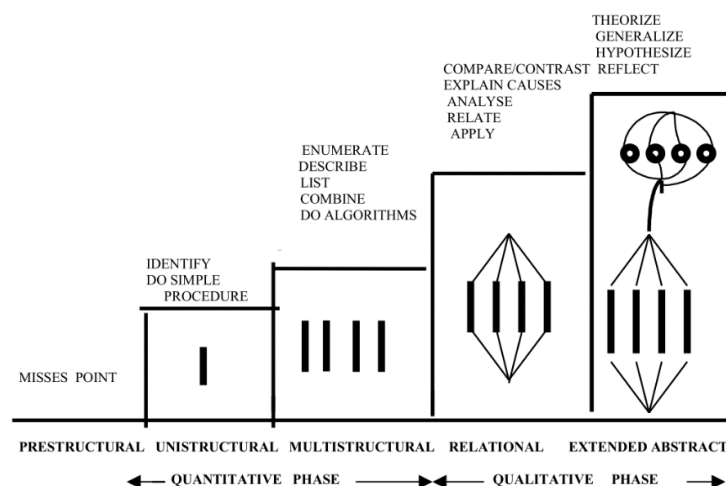 THEORIZE
GENERALIZE
HYPOTHESIZE
REFLECT
COMPARE/CONTRAST
EXPLAIN CAUSES
ANALYSE
RELATE
APPLY
ENUMERATE
DESCRIBE
LIST
COMBINE
DO ALGORITHMS
IDENTIFY
DO SIMPLE
PROCEDURE
MISSES POINT
PRESTRUCTURAL UNISTRUCTURAL MULTISTRUCTURAL RELATIONAL EXTENDED ABSTRACT
QUANTITATIVE PHASE QUALITATIVE PHASE